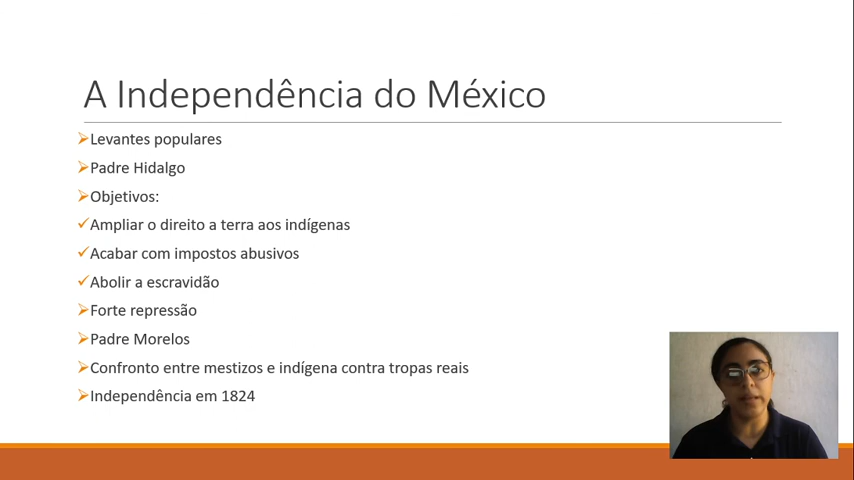 A Independência do México
Levantes populares
Padre Hidalgo
Objetivos:
Ampliar o direito a terra aos indígenas
Acabar com impostos abusivos
Abolir a escravidão
Forte repressão
Padre Morelos
Confronto entre mestizos e indígena contra tropas reais
Independência em 1824